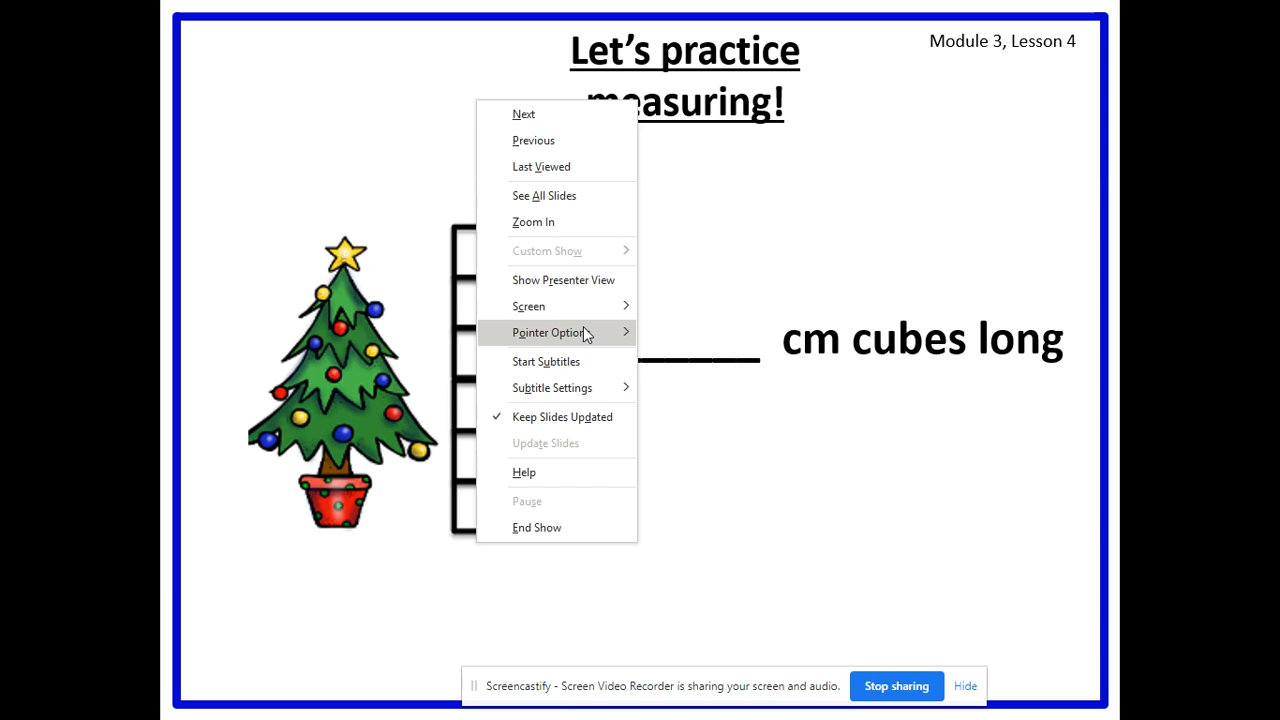 Module 3, Lesson 4
Let's practice
measuring!
Next
Previous
Last Viewed
See All Slides
Zoom In
Custom Show
Show Presenter View
Screen
Pointer Option
Start Subtitles
Subtitle Settings
Keep Slides Updated
Update Slides
Help
Pause
End Show
______ cm cubes long
Screencastify - Screen Video Recorder is sharing your screen and audio.
Stop sharing
Hide